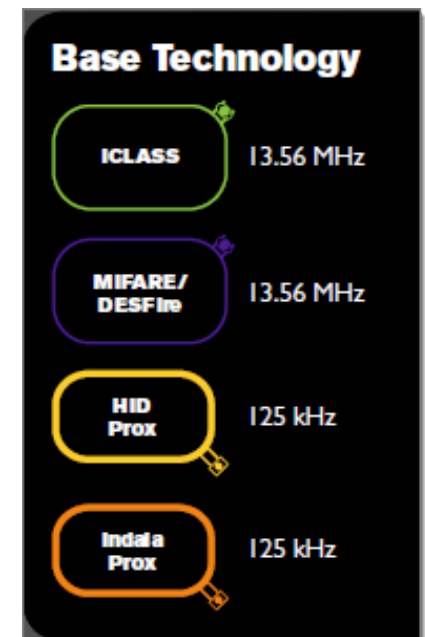 Base Technology
ICLASS
13.56 MHz
MIFARE/
DESFire
13.56 MHz
HID
Prox
125 kHz
Indala
Prox
125 kHz